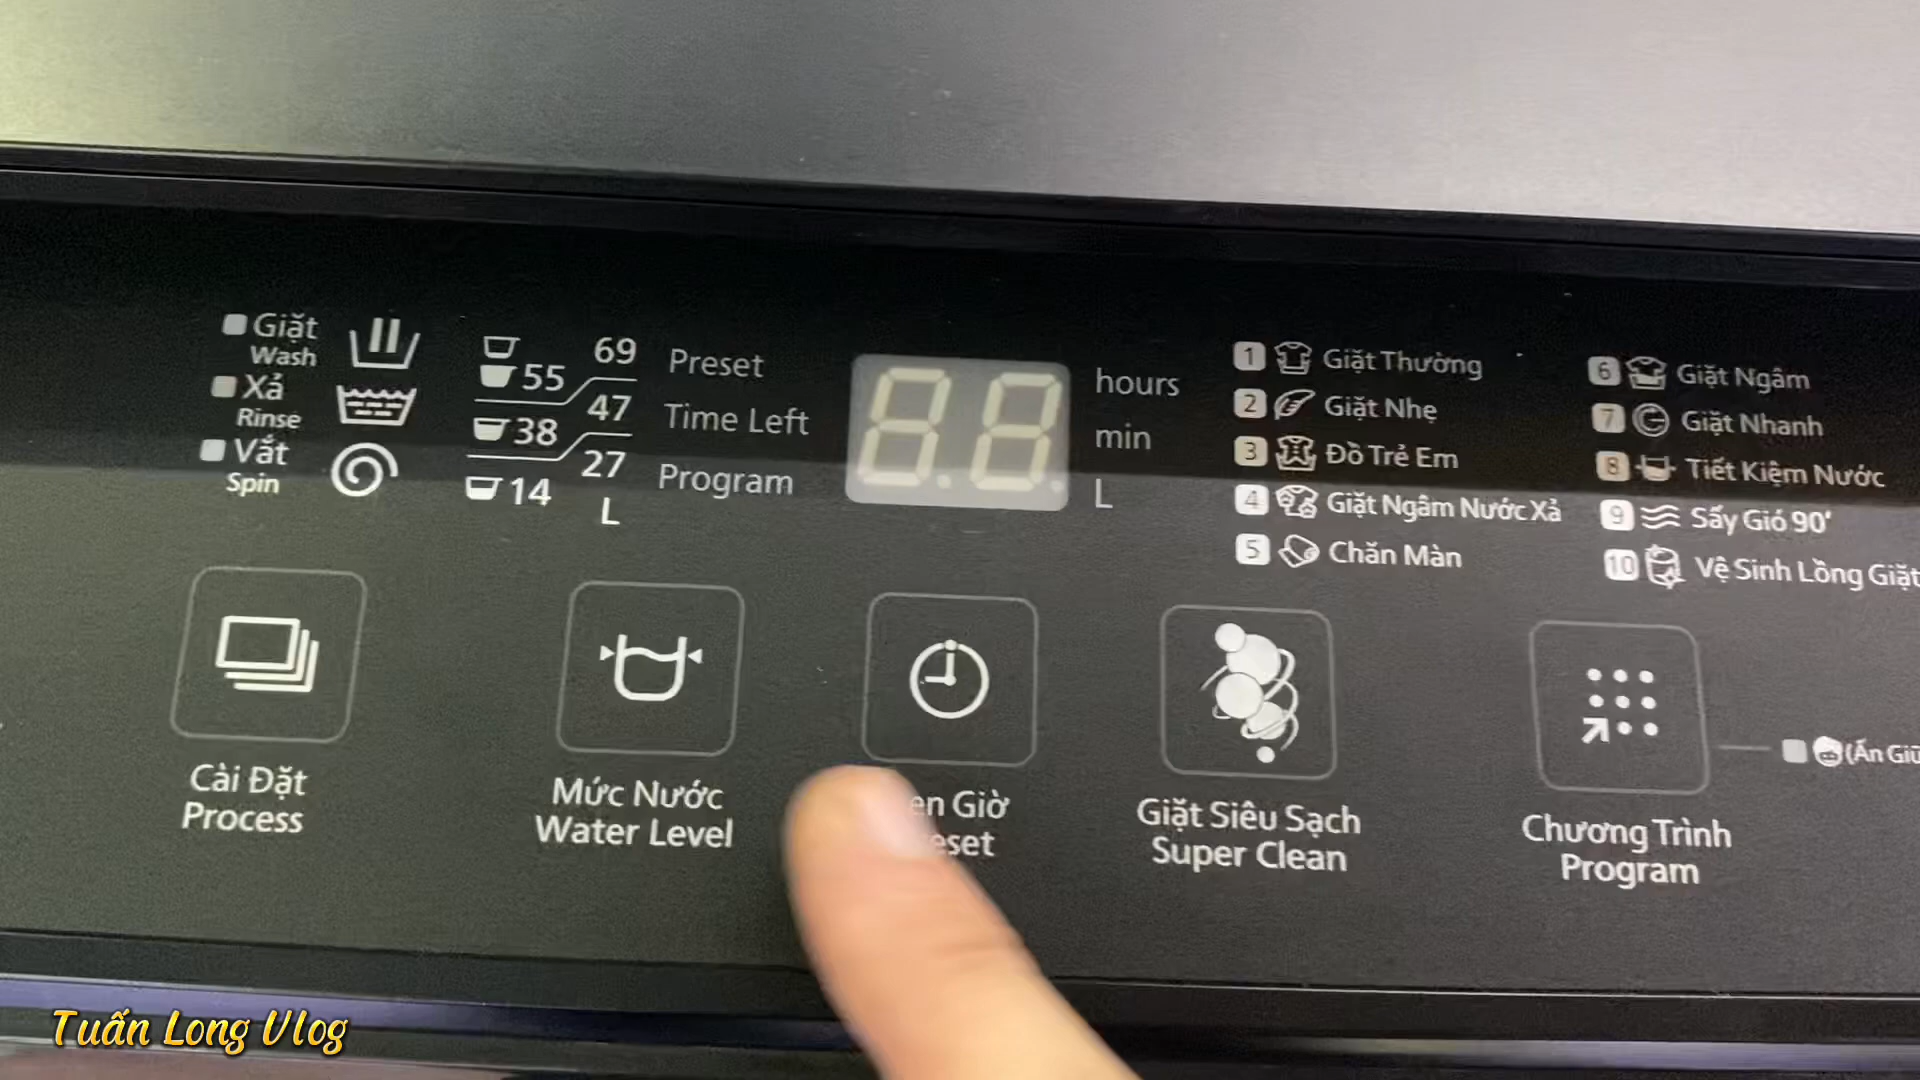 Giặt
Wash
Xả
Rinse
Vắt
Spin
69
55
47
38
27
14
L
Preset
Time Left
Program
8.8.
hours
min
L
1 Giặt Thường
2 Giặt Nhẹ
3 Đồ Trẻ Em
4 Giặt Ngâm Nước Xả
5 Chăn Màn
6 Giặt Ngâm
7 Giặt Nhanh
8 Tiết Kiệm Nước
9 Sấy Gió 90'
10 Vệ Sinh Lồng Giặt
Cài Đặt
Process
Mức Nước
Water Level
Giờ
Giặt Siêu Sạch
Super Clean
Chương Trình
Program
(Ấn
Tuấn Long Vlog